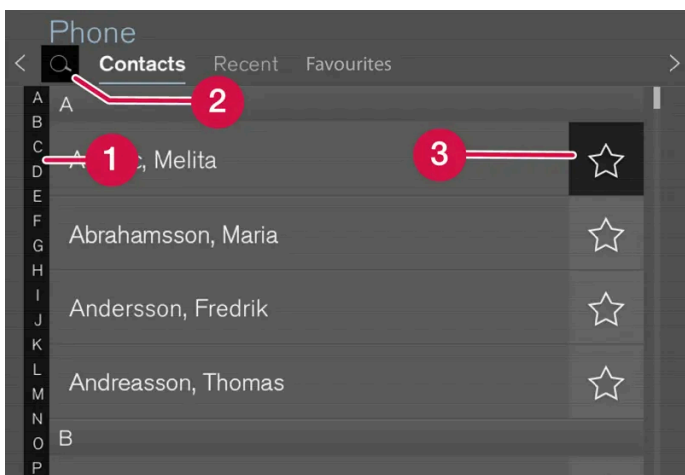 Phone
Contacts Recent Favourites
A
B
C
D
E
F
G
H
I
J
K
L
M
N
O
P
A
Melita
Abrahamsson, Maria
Andersson, Fredrik
Andreasson, Thomas
B
1
2
3